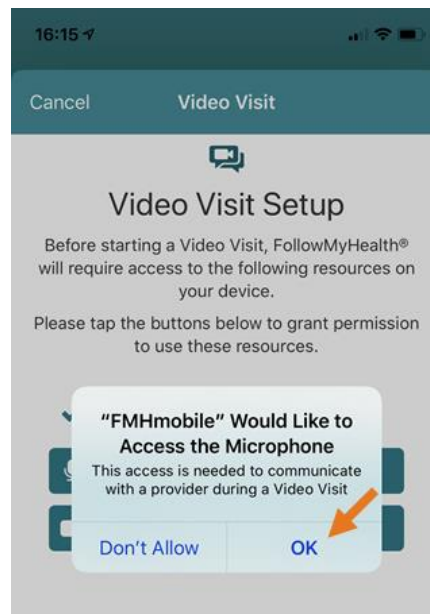 16:15
Cancel Video Visit
Video Visit Setup
Before starting a Video Visit, FollowMyHealth®
will require access to the following resources on
your device.
Please tap the buttons below to grant permission
to use these resources.
“FMHmobile” Would Like to
Access the Microphone
This access is needed to communicate
with a provider during a Video Visit
Don’t Allow OK